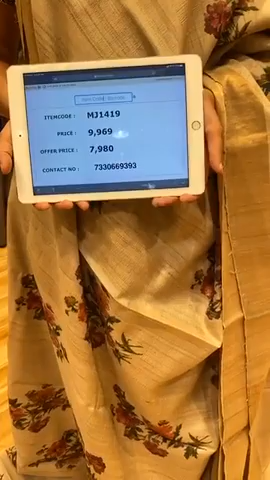 ITEMCODE : MJ1419
PRICE : 9,969
OFFER PRICE : 7,980
CONTACT NO : 7330669393